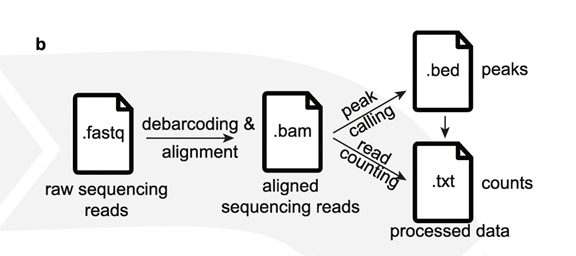 b
.fastq
raw sequencing
reads
debarcoding &
alignment
.bam
aligned
sequencing reads
peak
calling
read
counting
.bed
peaks
.txt
counts
processed data